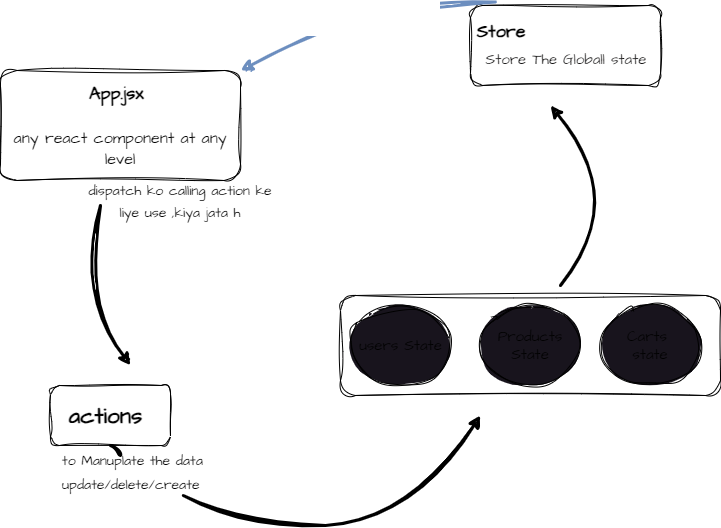 Store
Store The Globall state
App.jsx
any react component at any
level
dispatch ko calling action ke
liye use ,kiya jata h
users State
Products
State
Carts
state
actions
to Manuplate the data
update/delete/create